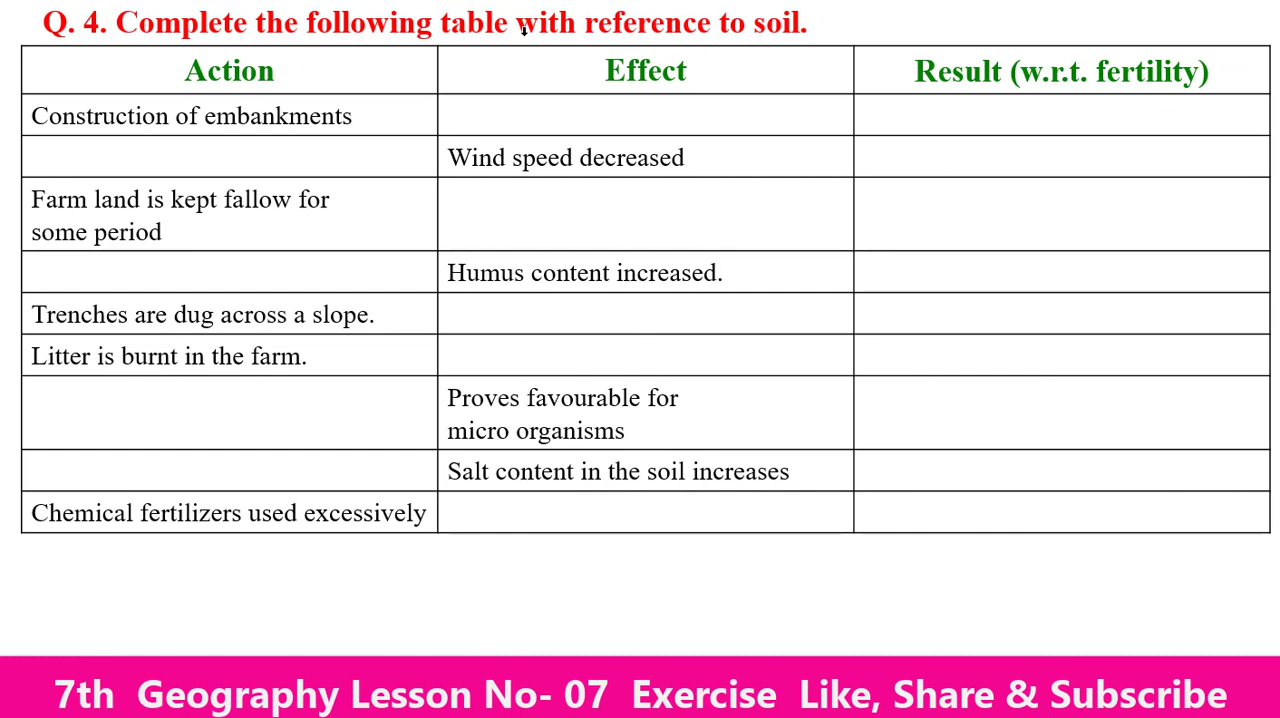 Q. 4. Complete the following table with reference to soil.
Action Effect Result (w.r.t. fertility)
Construction of embankments
Wind speed decreased
Farm land is kept fallow for
some period
Humus content increased.
Trenches are dug across a slope.
Litter is burnt in the farm.
Proves favourable for
micro organisms
Salt content in the soil increases
Chemical fertilizers used excessively
7th Geography Lesson No- 07 Exercise Like, Share & Subscribe